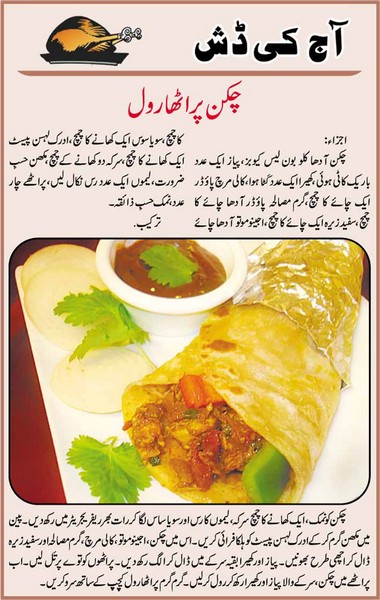 آج کی ڈش
چکن پراٹھا رول
اجزاء:
چکن آدھا کلو بون لیس کیوبز، پیاز ایک عدد
باریک کاٹی ہوئی، کھیرا ایک عدد کٹا ہوا، کالی مرچ پاؤڈر
ایک چائے کا چمچ، گرم مصالحہ پاؤڈر آدھا چائے کا
چمچ، سفید زیرہ ایک چائے کا چمچ، اجینو موتو آدھا چائے
کا چمچ، سویا سوس ایک کھانے کا چمچ، ادرک لہسن پیسٹ
ایک کھانے کا چمچ، سرکہ دو کھانے کے چمچ، مکھن حسب
ضرورت، لیموں ایک عدد رس نکال لیں، پراٹھے چار
عدد، نمک حسب ذائقہ۔
ترکیب:
چکن کو نمک، ایک کھانے کا چمچ سرکہ، لیموں کا رس اور سویا ساس لگا کر رات بھر ریفریجریٹر میں رکھ دیں۔ پین
میں مکھن گرم کر کے ادرک لہسن پیسٹ کو ہلکا فرائی کریں۔ اس میں چکن، اجینو موتو، کالی مرچ، گرم مصالحہ اور سفید زیرہ
ڈال کر اچھی طرح بھونیں۔ پیاز اور کھیرا بقیہ سرکے میں ڈال کر الگ رکھ دیں۔ پراٹھوں کو توے پر تل لیں۔ اب
پراٹھے میں چکن، سرکے والا پیاز اور کھیرا رکھ کر رول کر لیں۔ گرم گرم پراٹھا رول کیچپ کے ساتھ سرو کریں۔